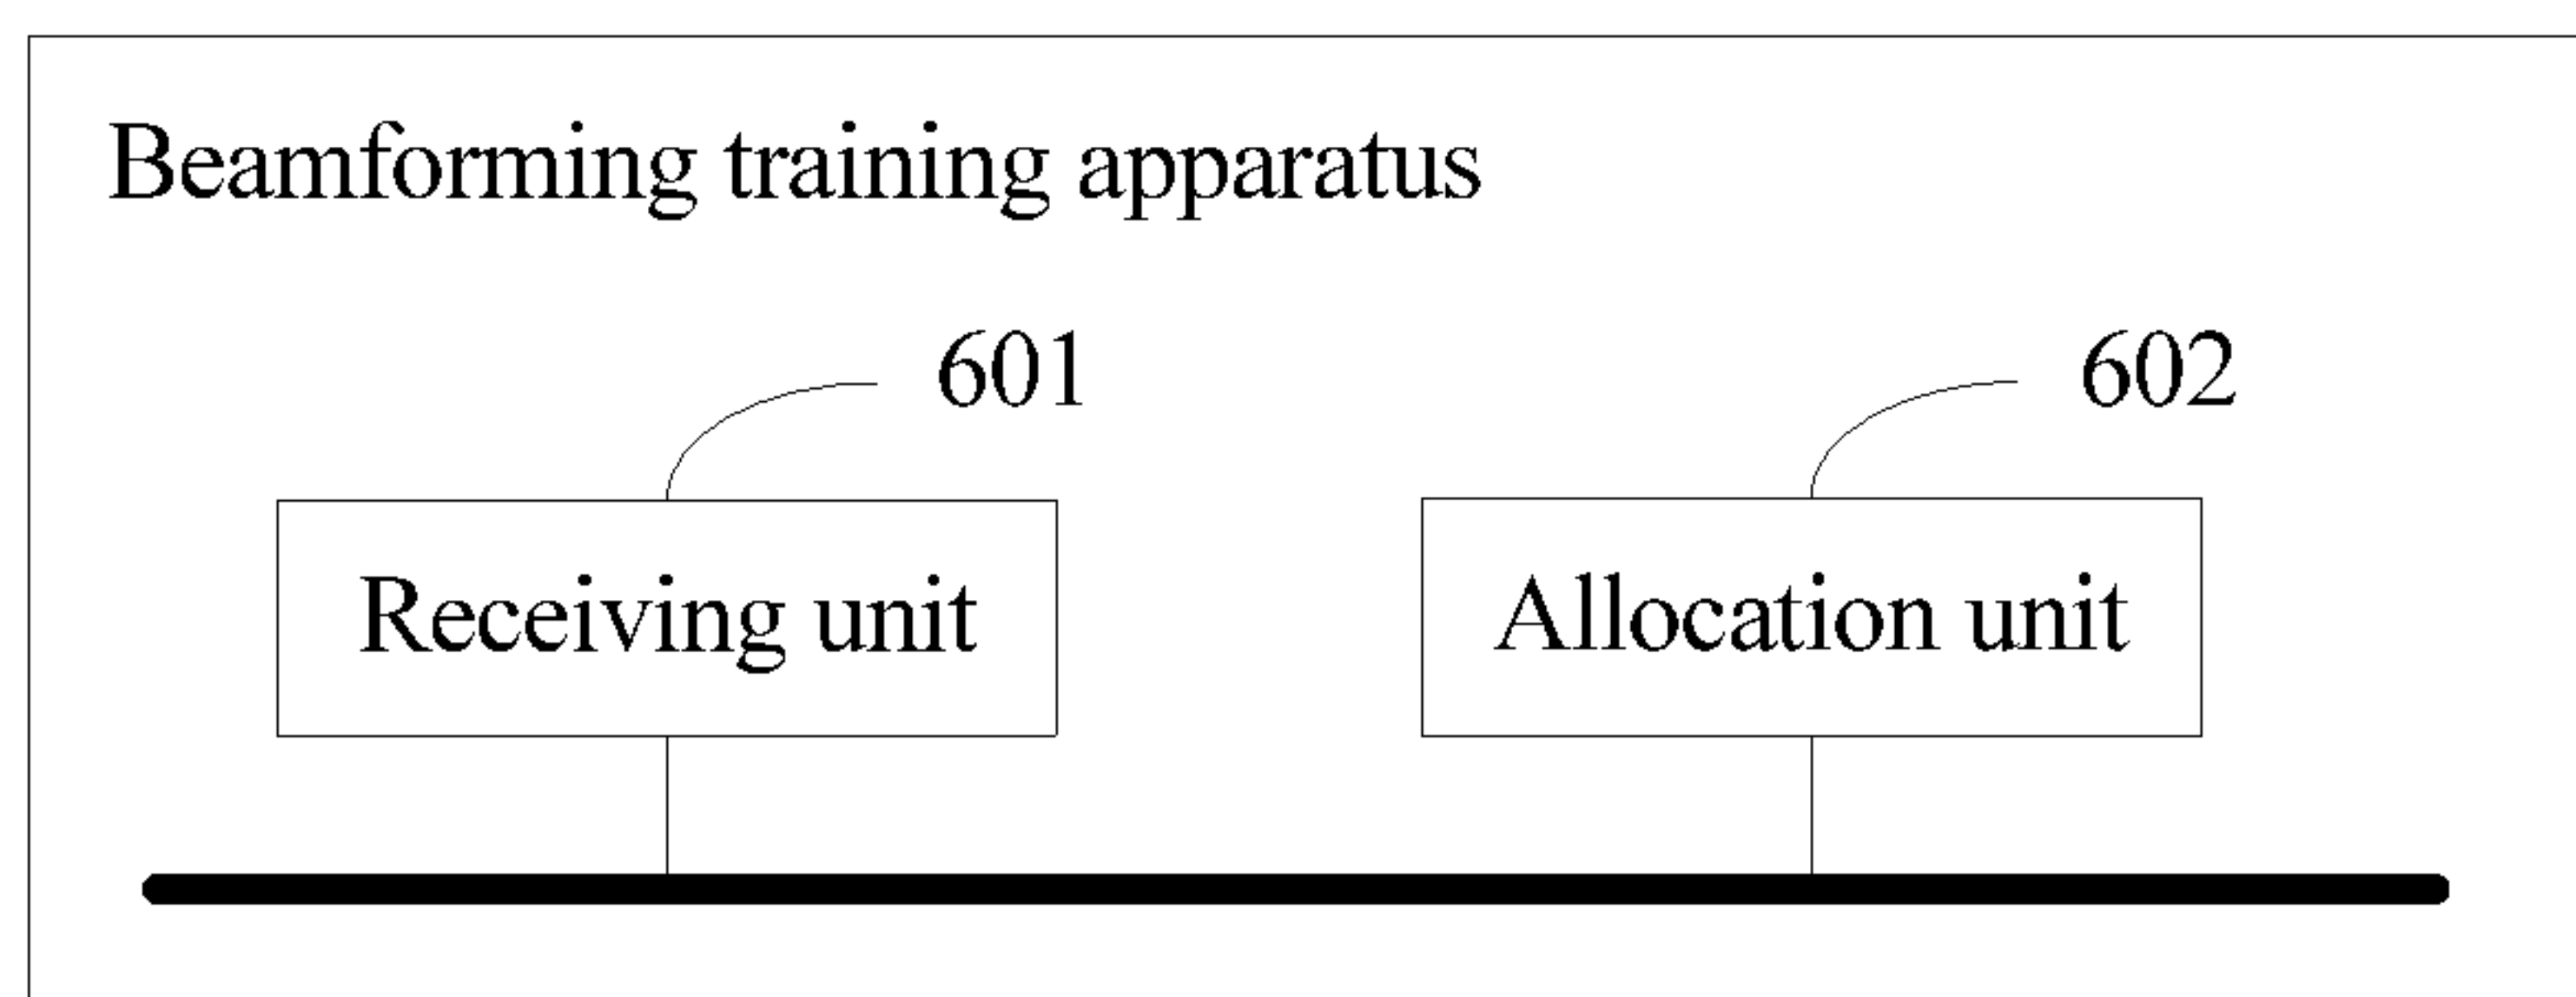 Beamforming training apparatus
601
602
Receiving unit
Allocation unit